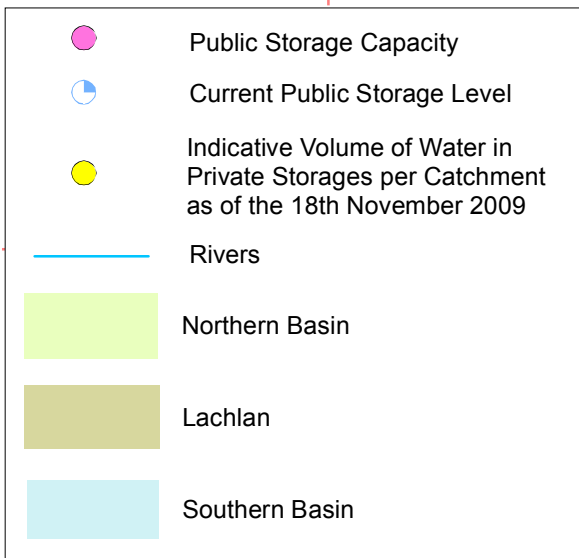 Public Storage Capacity
Current Public Storage Level
Indicative Volume of Water in
Private Storages per Catchment
as of the 18th November 2009
Rivers
Northern Basin
Lachlan
Southern Basin